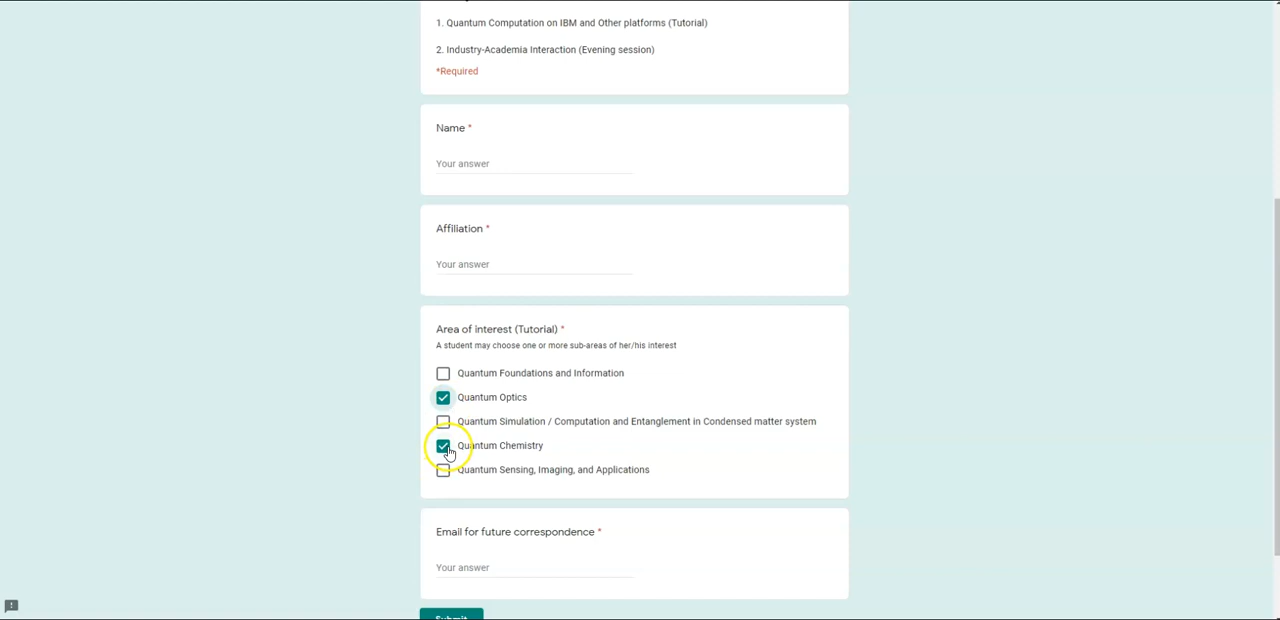 1. Quantum Computation on IBM and Other platforms (Tutorial)
2. Industry-Academia Interaction (Evening session)
*Required
Name *
Your answer
Affiliation *
Your answer
Area of interest (Tutorial) *
A student may choose one or more sub-areas of her/his interest
Quantum Foundations and Information
Quantum Optics
Quantum Simulation / Computation and Entanglement in Condensed matter system
Quantum Chemistry
Quantum Sensing, Imaging, and Applications
Email for future correspondence *
Your answer
Submit